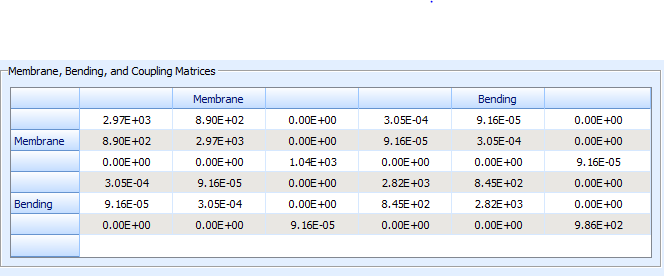 Membrane, Bending, and Coupling Matrices
Membrane Bending
2.97E+03 8.90E+02 0.00E+00 3.05E-04 9.16E-05 0.00E+00
Membrane 8.90E+02 2.97E+03 0.00E+00 9.16E-05 3.05E-04 0.00E+00
0.00E+00 0.00E+00 1.04E+03 0.00E+00 0.00E+00 9.16E-05
3.05E-04 9.16E-05 0.00E+00 2.82E+03 8.45E+02 0.00E+00
Bending 9.16E-05 3.05E-04 0.00E+00 8.45E+02 2.82E+03 0.00E+00
0.00E+00 0.00E+00 9.16E-05 0.00E+00 0.00E+00 9.86E+02